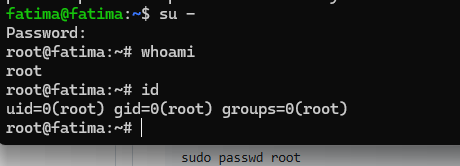 fatima@fatima:~$ su -
Password:
root@fatima:~# whoami
root
root@fatima:~# id
uid=0(root) gid=0(root) groups=0(root)
root@fatima:~#
sudo passwd root